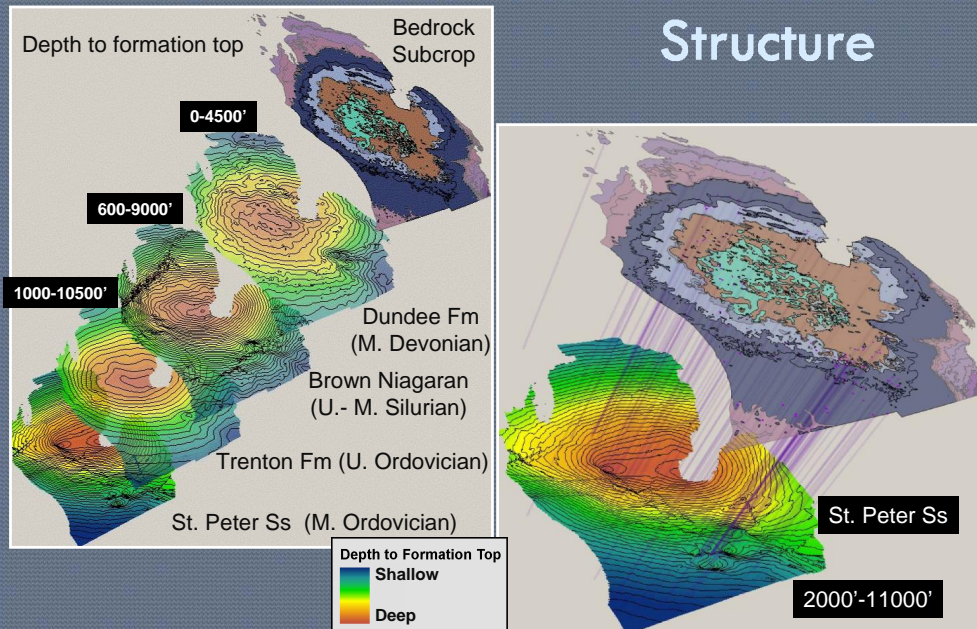 Structure
Depth to formation top
Bedrock
Subcrop
0-4500’
600-9000’
1000-10500’
Dundee Fm
(M. Devonian)
Brown Niagaran
(U.- M. Silurian)
Trenton Fm (U. Ordovician)
St. Peter Ss (M. Ordovician)
Depth to Formation Top
Shallow
Deep
St. Peter Ss
2000’-11000’